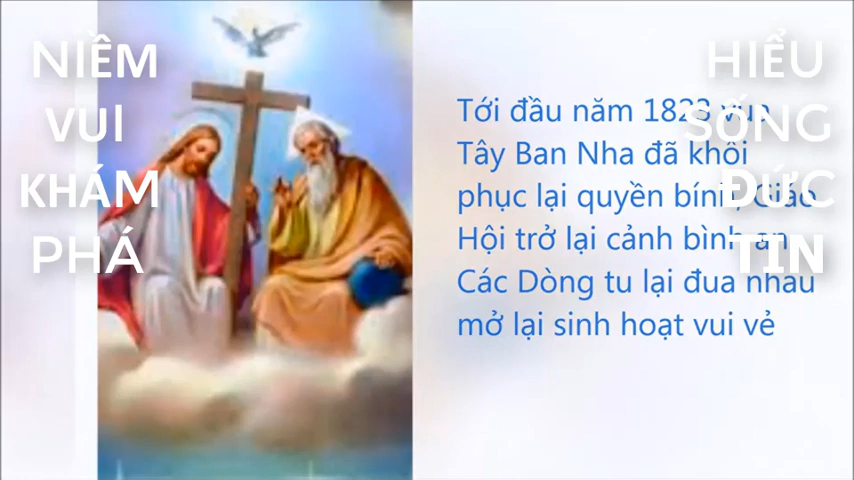 NIỀM
VUI
KHÁM
PHÁ
HIỂU
SỐNG
ĐỨC
TIN
Tới đầu năm 1823 vua
Tây Ban Nha đã khôi
phục lại quyền bính, Giáo
Hội trở lại cảnh bình an
Các Dòng tu lại đua nhau
mở lại sinh hoạt vui vẻ